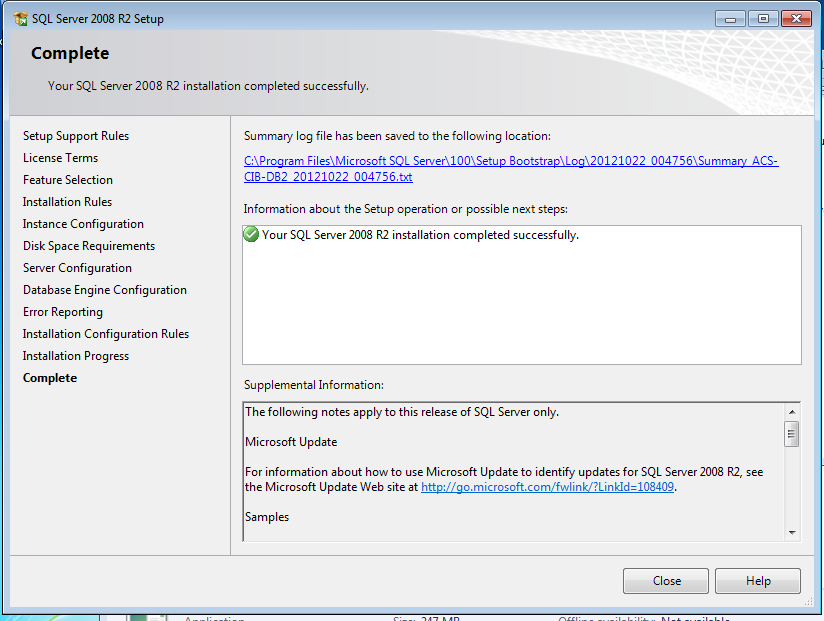 SQL Server 2008 R2 Setup
Complete
Your SQL Server 2008 R2 installation completed successfully.
Setup Support Rules
License Terms
Feature Selection
Installation Rules
Instance Configuration
Disk Space Requirements
Server Configuration
Database Engine Configuration
Error Reporting
Installation Configuration Rules
Installation Progress
Complete
Summary log file has been saved to the following location:
C:\Program Files\Microsoft SQL Server\100\Setup Bootstrap\Log\20121022_004756\Summary_ACS-
CIB-DB2_20121022_004756.txt
Information about the Setup operation or possible next steps:
Your SQL Server 2008 R2 installation completed successfully.
Supplemental Information:
The following notes apply to this release of SQL Server only.
Microsoft Update
For information about how to use Microsoft Update to identify updates for SQL Server 2008 R2, see
the Microsoft Update Web site at http://go.microsoft.com/fwlink/?LinkId=108409.
Samples
Close
Help
Application
Size: 247 MB
Offline availability: Not available